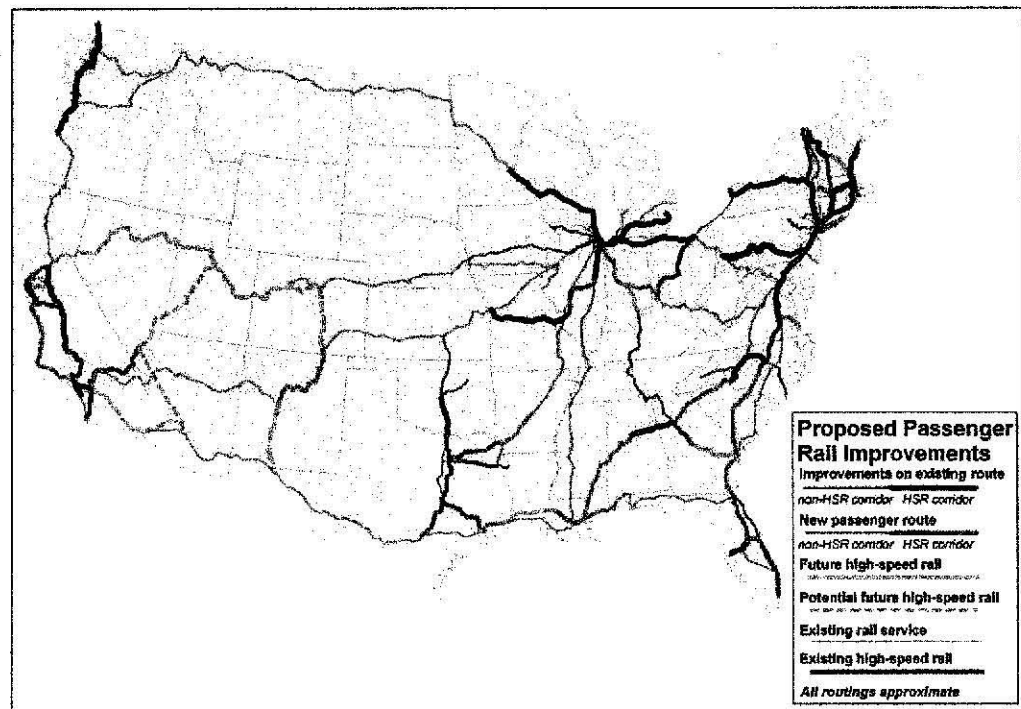 Proposed Passenger
Rail Improvements
Improvements on existing route
non-HSR corridor HSR corridor
New passenger route
non-HSR corridor HSR corridor
Future high-speed rail
Potential future high-speed rail
Existing rail service
Existing high-speed rail
All routings approximate